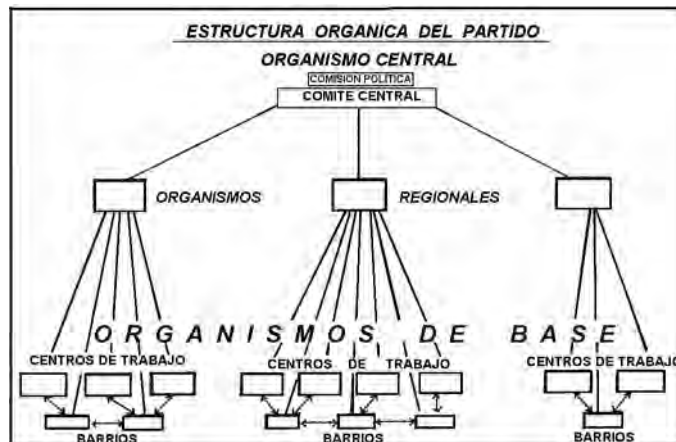 ESTRUCTURA ORGANICA DEL PARTIDO
ORGANISMO CENTRAL
COMISION POLITICA
COMITE CENTRAL
ORGANISMOS REGIONALES
ORGANISMOS DE BASE
CENTROS DE TRABAJO CENTROS DE TRABAJO CENTROS DE TRABAJO
BARRIOS BARRIOS BARRIOS